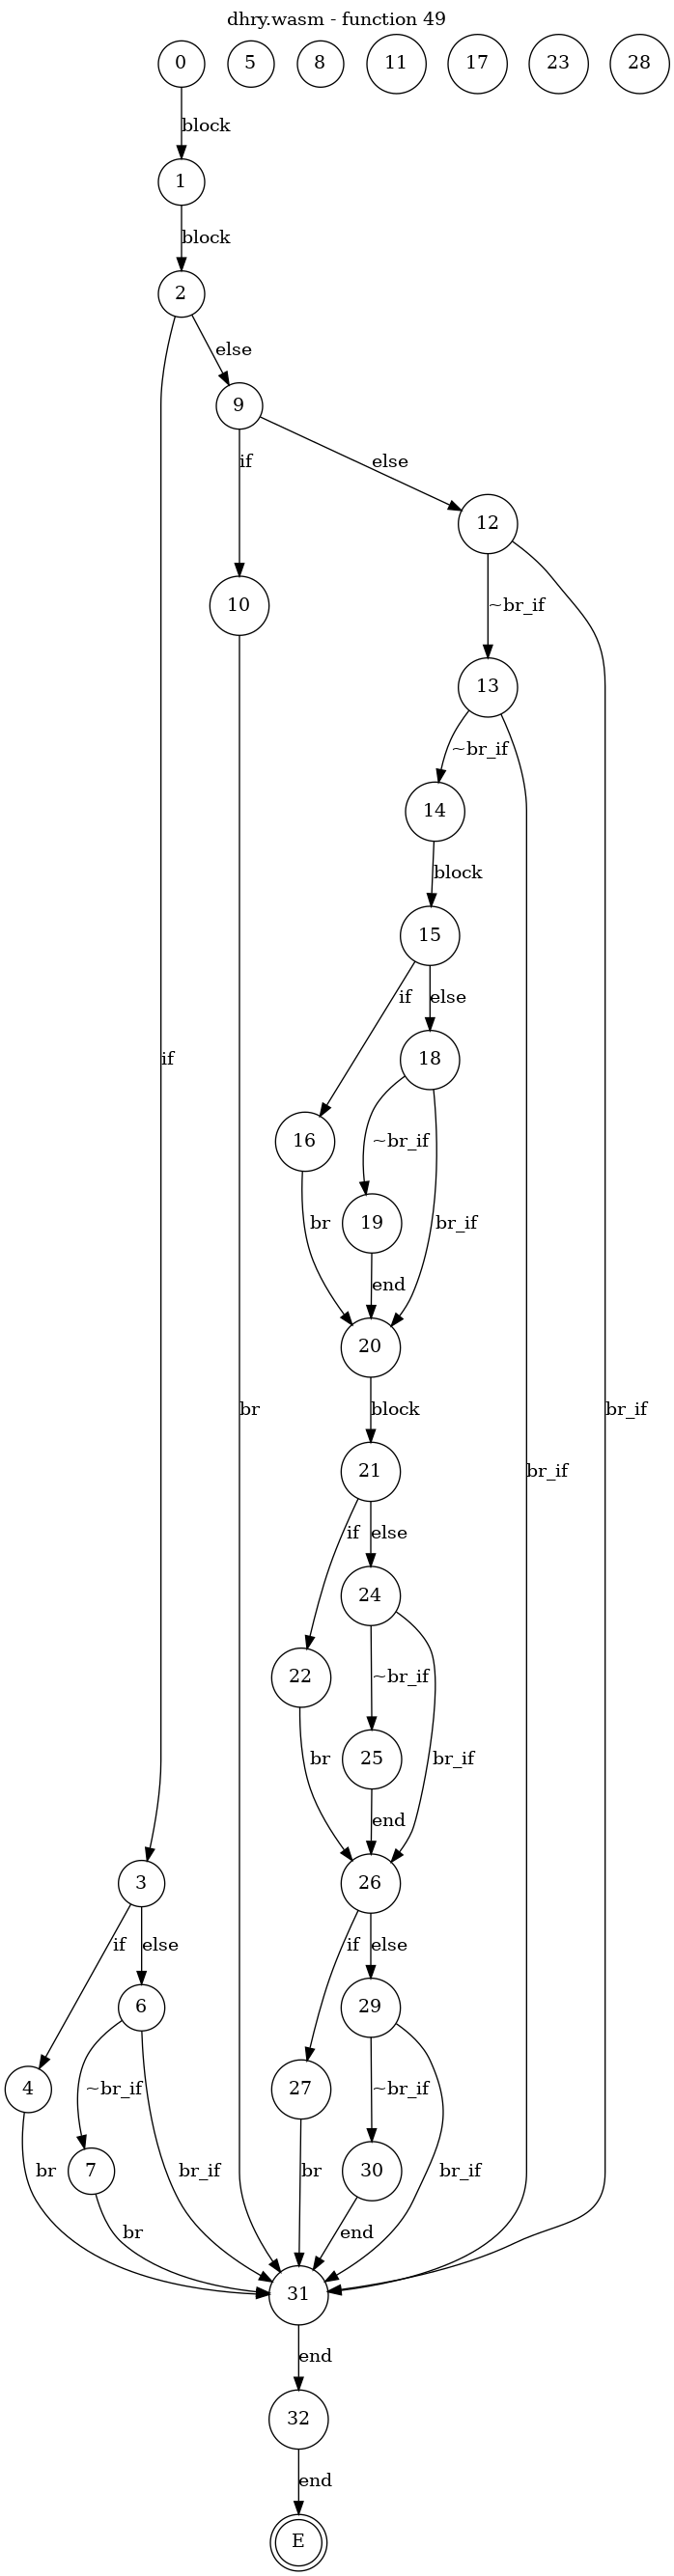 dhry.wasm - function 49
0 5 8 11 17 23 28
block
1
block
2
else
9
if else
12
10 ~br_if
13
~br_if
14
block
15
if else
if 18
16 ~br_if
19 br br_if
end
20
br block
br_if
21 br_if
if else
24
22 ~br_if
25 br br_if
end
3 26
if else if else
6 29
4 ~br_if 27 ~br_if
7 30 br br_if br br_if
br end
31
end
32
end
E